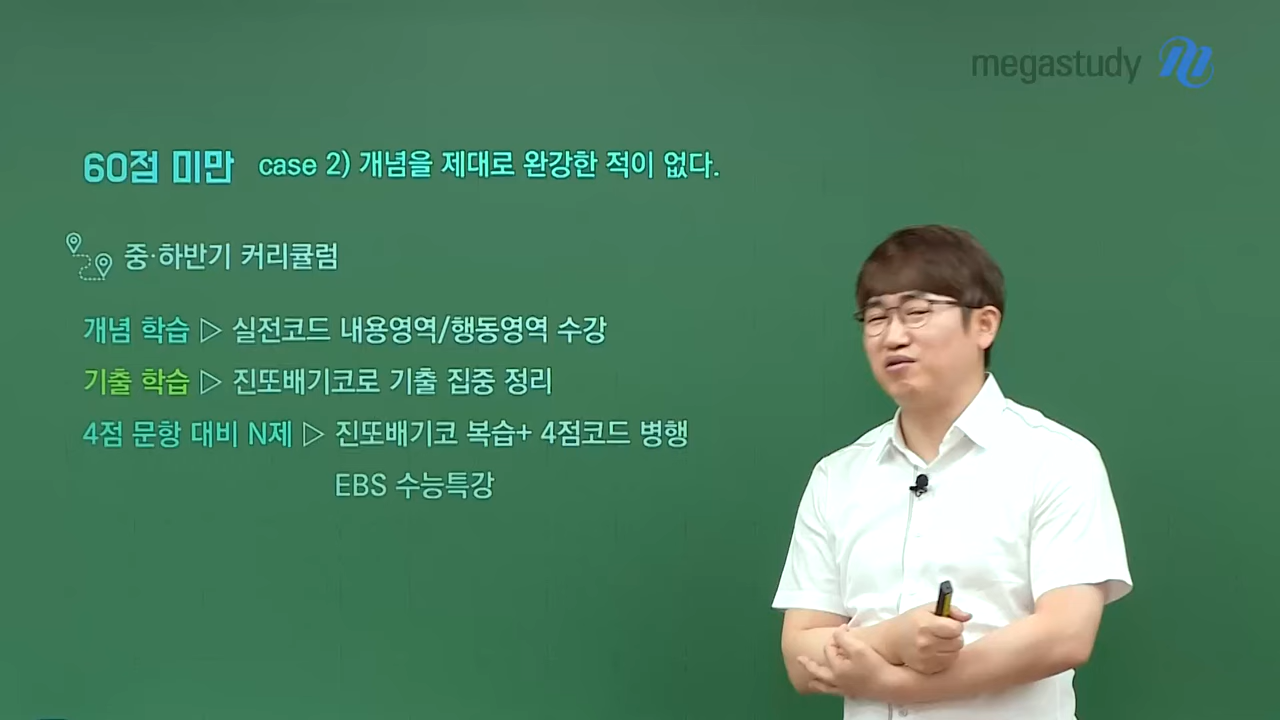 megastudy
60점 미만 case 2) 개념을 제대로 완강한 적이 없다.
중·하반기 커리큘럼
개념 학습 ▷ 실전코드 내용영역/행동영역 수강
기출 학습 ▷ 진또배기코로 기출 집중 정리
4점 문항 대비 N제 ▷ 진또배기코 복습+ 4점코드 병행
EBS 수능특강